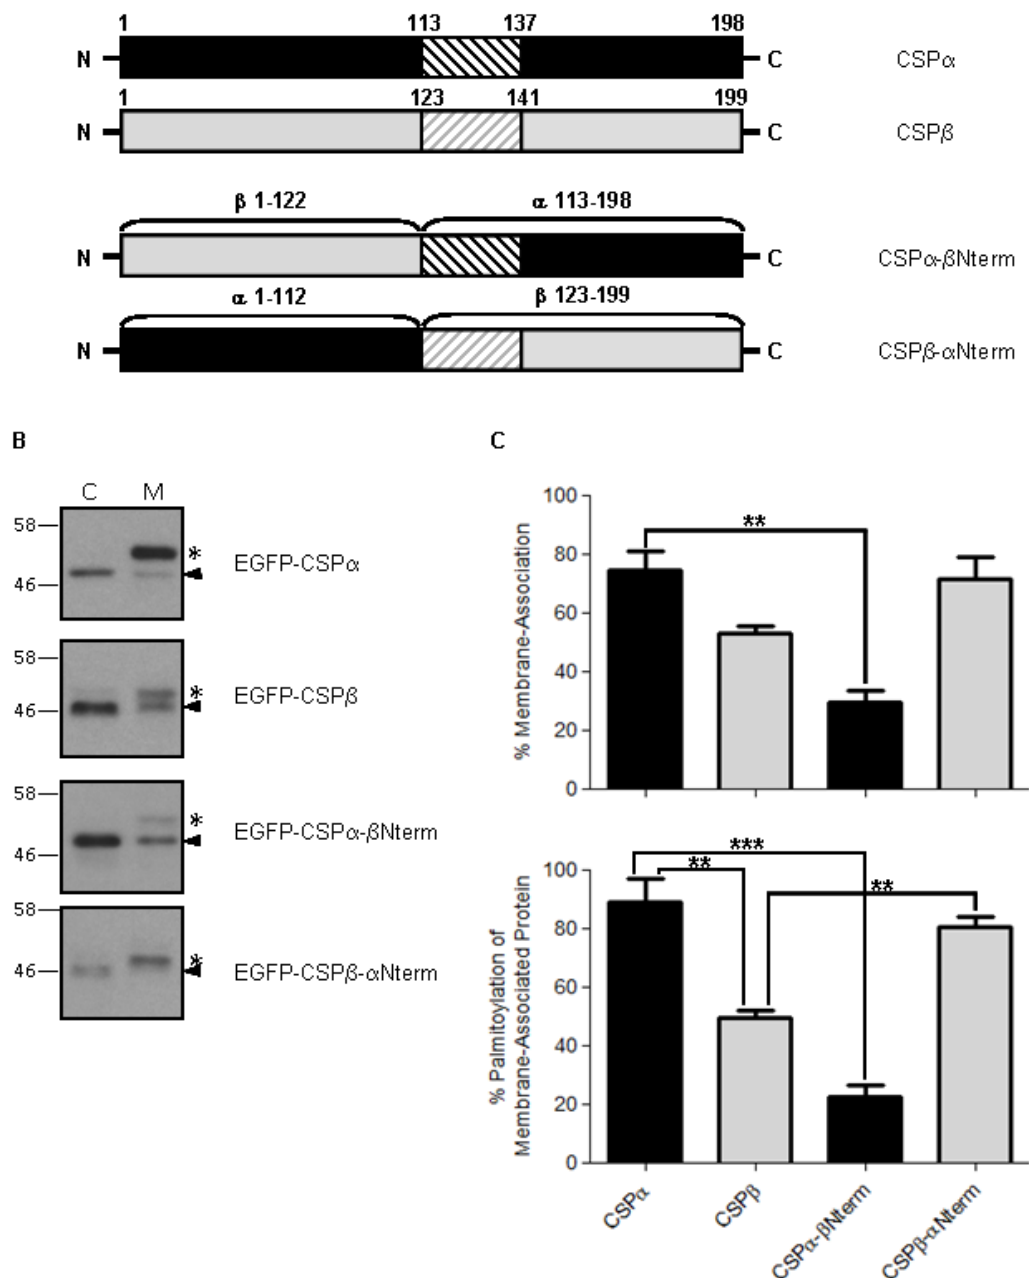 1 113 137 198
N C CSPα
1 123 141 199
N C CSPβ
β 1-122 α 113-198
N C CSPα-βNterm
α 1-112 β 123-199
N C CSPβ-αNterm
B
C M
58
46
*
EGFP-CSPα
58
46
*
EGFP-CSPβ
58
46
*
EGFP-CSPα-βNterm
58
46
*
EGFP-CSPβ-αNterm
C
% Membrane-Association
100
80
60
40
20
0
**
% Palmitoylation of
Membrane-Associated Protein
100
80
60
40
20
0
***
**
**
CSPα
CSPβ
CSPα-βNterm
CSPβ-αNterm